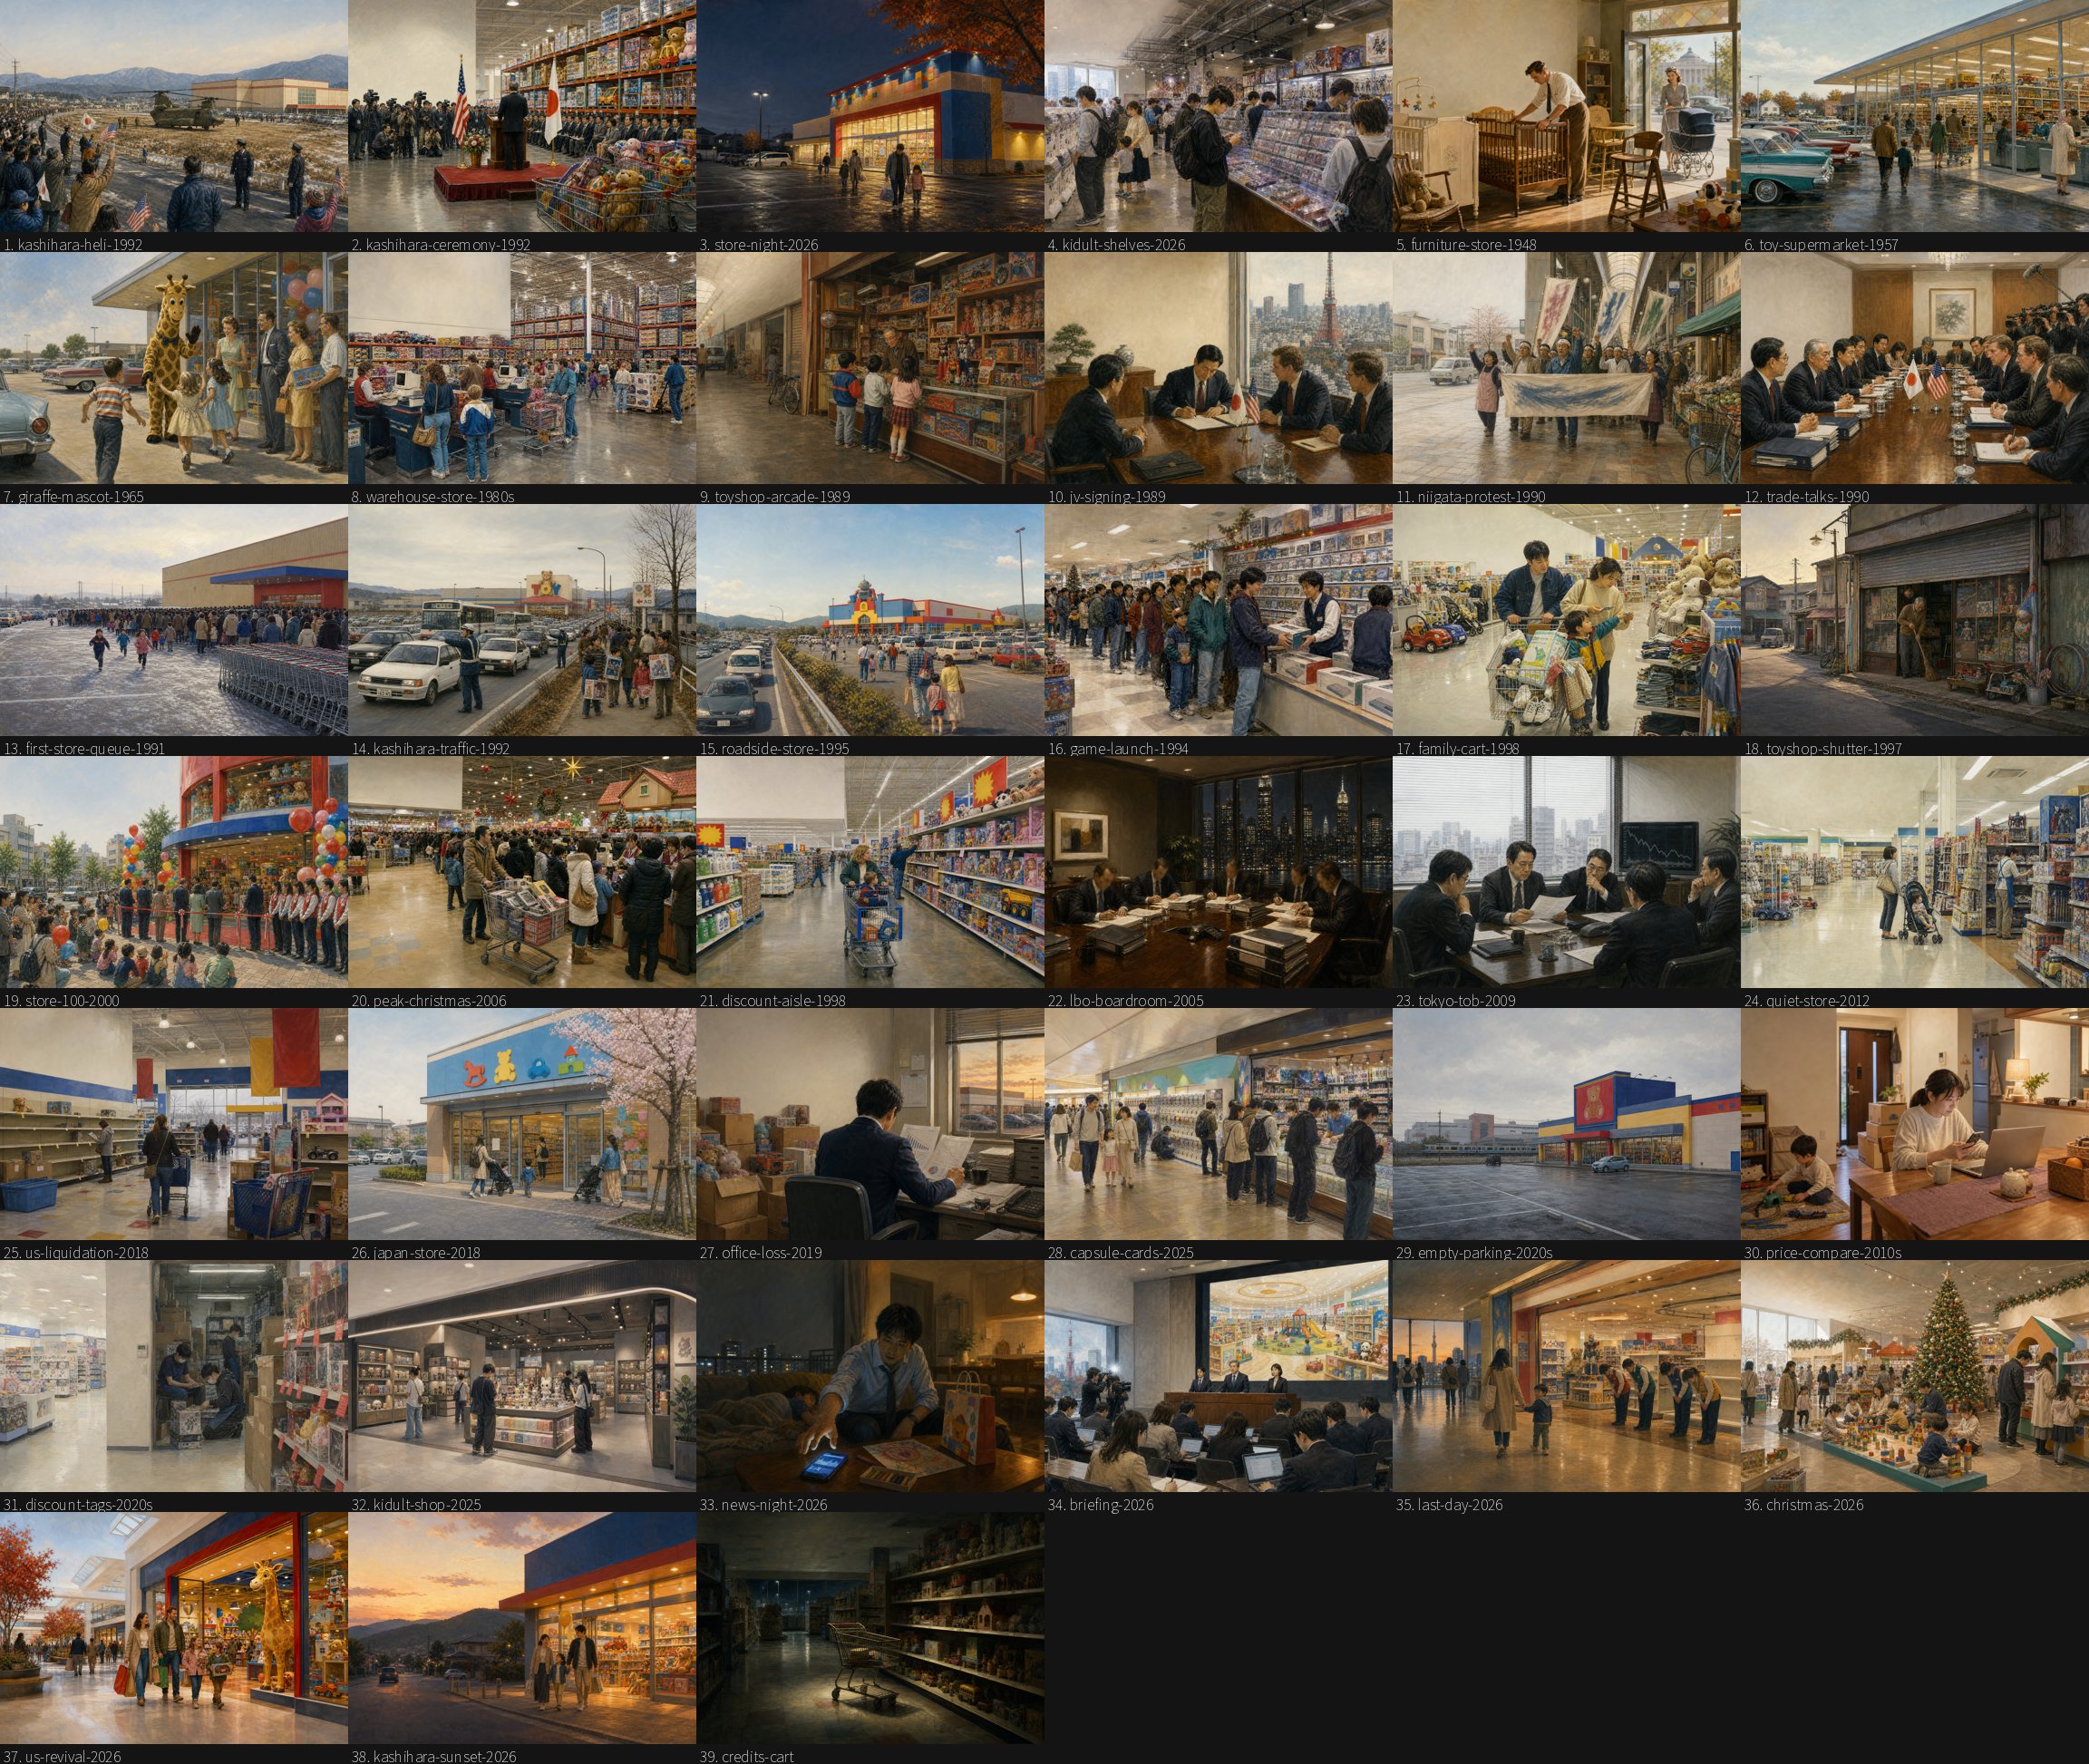 1. kashihara-heli-1992
2. kashihara-ceremony-1992
3. store-night-2026
4. kidult-shelves-2026
5. furniture-store-1948
6. toy-supermarket-1957
7. giraffe-mascot-1965
8. warehouse-store-1980s
9. toyshop-arcade-1989
10. jv-signing-1989
11. niigata-protest-1990
12. trade-talks-1990
13. first-store-queue-1991
14. kashihara-traffic-1992
15. roadside-store-1995
16. game-launch-1994
17. family-cart-1998
18. toyshop-shutter-1997
19. store-100-2000
20. peak-christmas-2006
21. discount-aisle-1998
22. lbo-boardroom-2005
23. tokyo-tob-2009
24. quiet-store-2012
25. us-liquidation-2018
26. japan-store-2018
27. office-loss-2019
28. capsule-cards-2025
29. empty-parking-2020s
30. price-compare-2010s
31. discount-tags-2020s
32. kidult-shop-2025
33. news-night-2026
34. briefing-2026
35. last-day-2026
36. christmas-2026
37. us-revival-2026
38. kashihara-sunset-2026
39. credits-cart